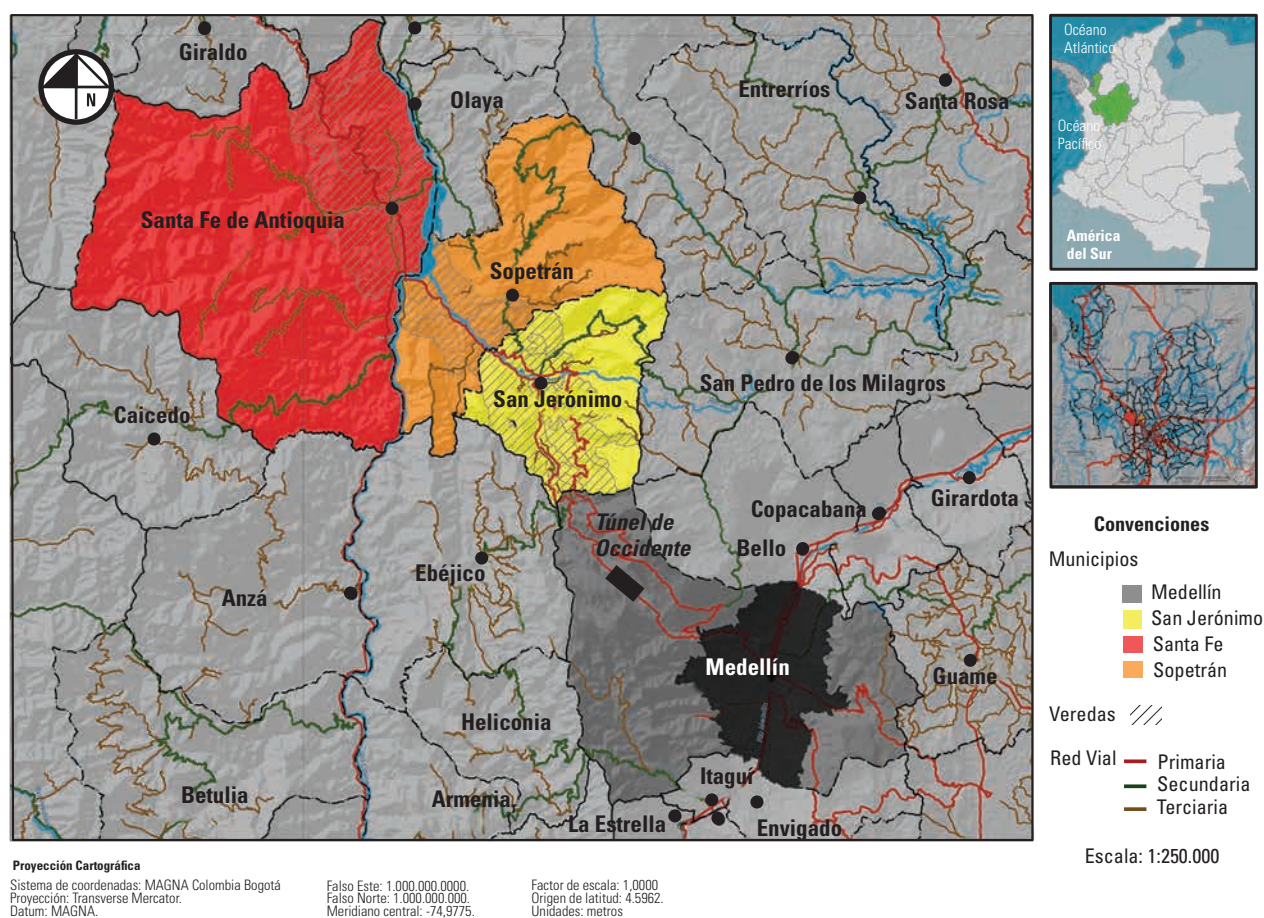 Giraldo
N
Olaya
Entrerríos
Santa Rosa
Santa Fe de Antioquia
Sopetrán
San Pedro de los Milagros
San Jerónimo
Caicedo
Túnel de
Occidente
Copacabana
Girardota
Bello
Ebéjico
Anzá
Medellín
Guame
Heliconia
Itaguí
Betulia
Armenia
La Estrella
Envigado
Océano
Atlántico
Océano
Pacífico
América
del Sur
Convenciones
Municipios
Medellín
San Jerónimo
Santa Fe
Sopetrán
Veredas
Red Vial
Primaria
Secundaria
Terciaria
Escala: 1:250.000
Proyección Cartográfica
Sistema de coordenadas: MAGNA Colombia Bogotá
Proyección: Transverse Mercator.
Datum: MAGNA.
Falso Este: 1.000.000.0000.
Falso Norte: 1.000.000.000.
Meridiano central: -74,9775.
Factor de escala: 1,0000
Origen de latitud: 4.5962.
Unidades: metros